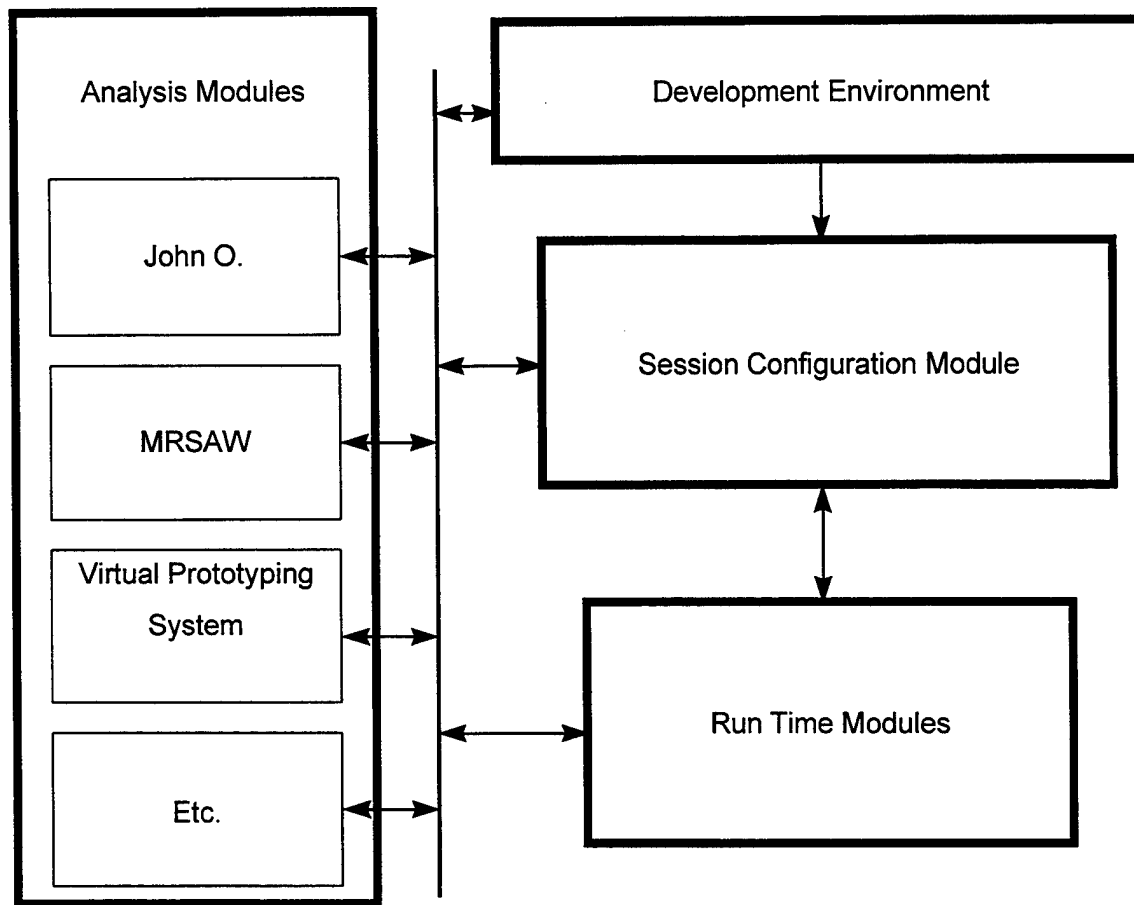 Analysis Modules
John O.
MRSAW
Virtual Prototyping
System
Etc.
Development Environment
Session Configuration Module
Run Time Modules